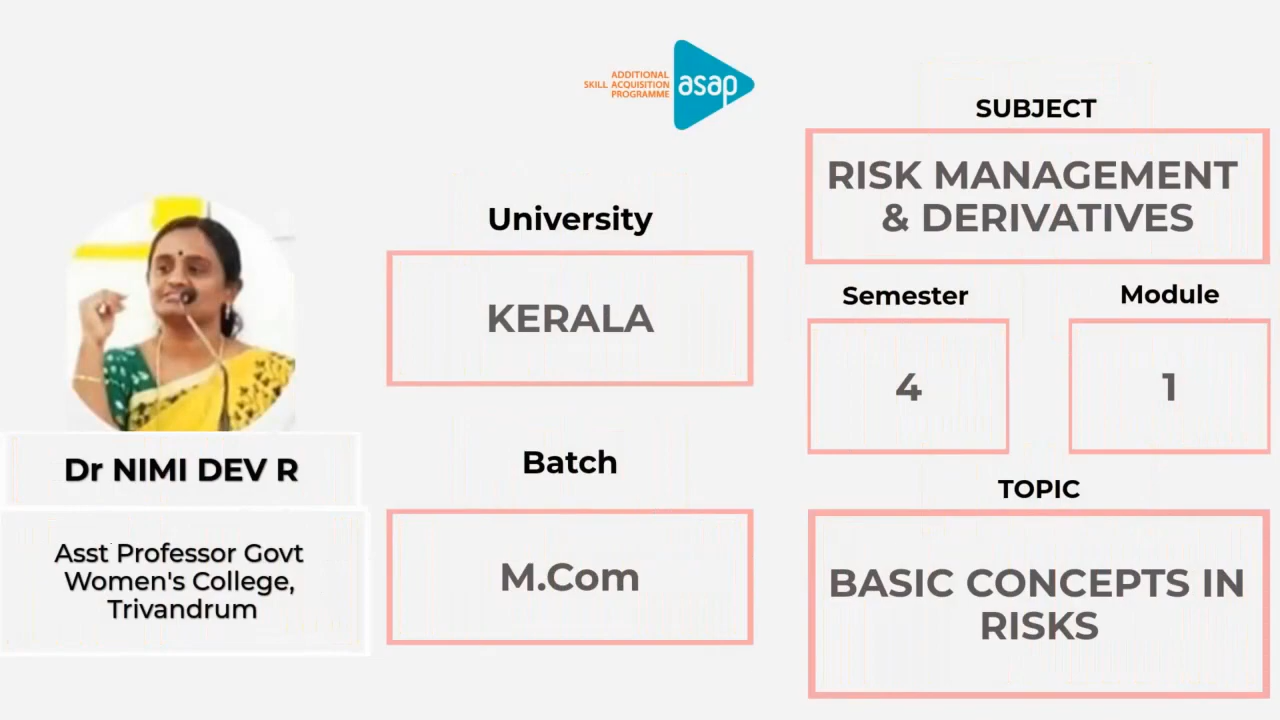 ADDITIONAL
SKILL ACQUISITION
PROGRAMME
asap
Dr NIMI DEV R
Asst Professor Govt
Women's College,
Trivandrum
University
KERALA
Batch
M.Com
SUBJECT
RISK MANAGEMENT
& DERIVATIVES
Semester
4
Module
1
TOPIC
BASIC CONCEPTS IN
RISKS